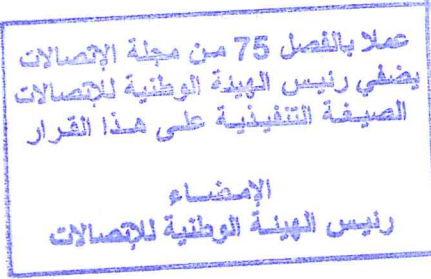 عملا بالفصل 75 من مجلة الإتصالات
يضفي رئيس الهيئة الوطنية للإتصالات
الصيغة التنفيذية على هذا القرار
الإمضاء
رئيس الهيئة الوطنية للإتصالات